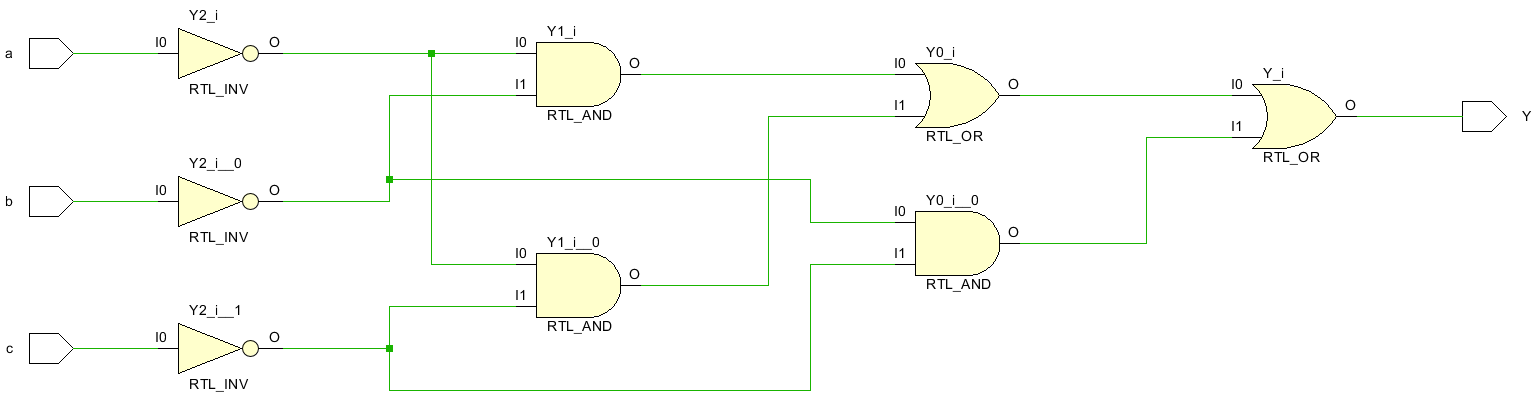 Y2_i
a
I0
O
RTL_INV
Y1_i
I0
I1
O
RTL_AND
Y0_i
I0
I1
O
RTL_OR
Y_i
I0
I1
O
RTL_OR
Y
Y2_i__0
b
I0
O
RTL_INV
Y1_i__0
I0
I1
O
RTL_AND
Y0_i__0
I0
I1
O
RTL_AND
Y2_i__1
c
I0
O
RTL_INV